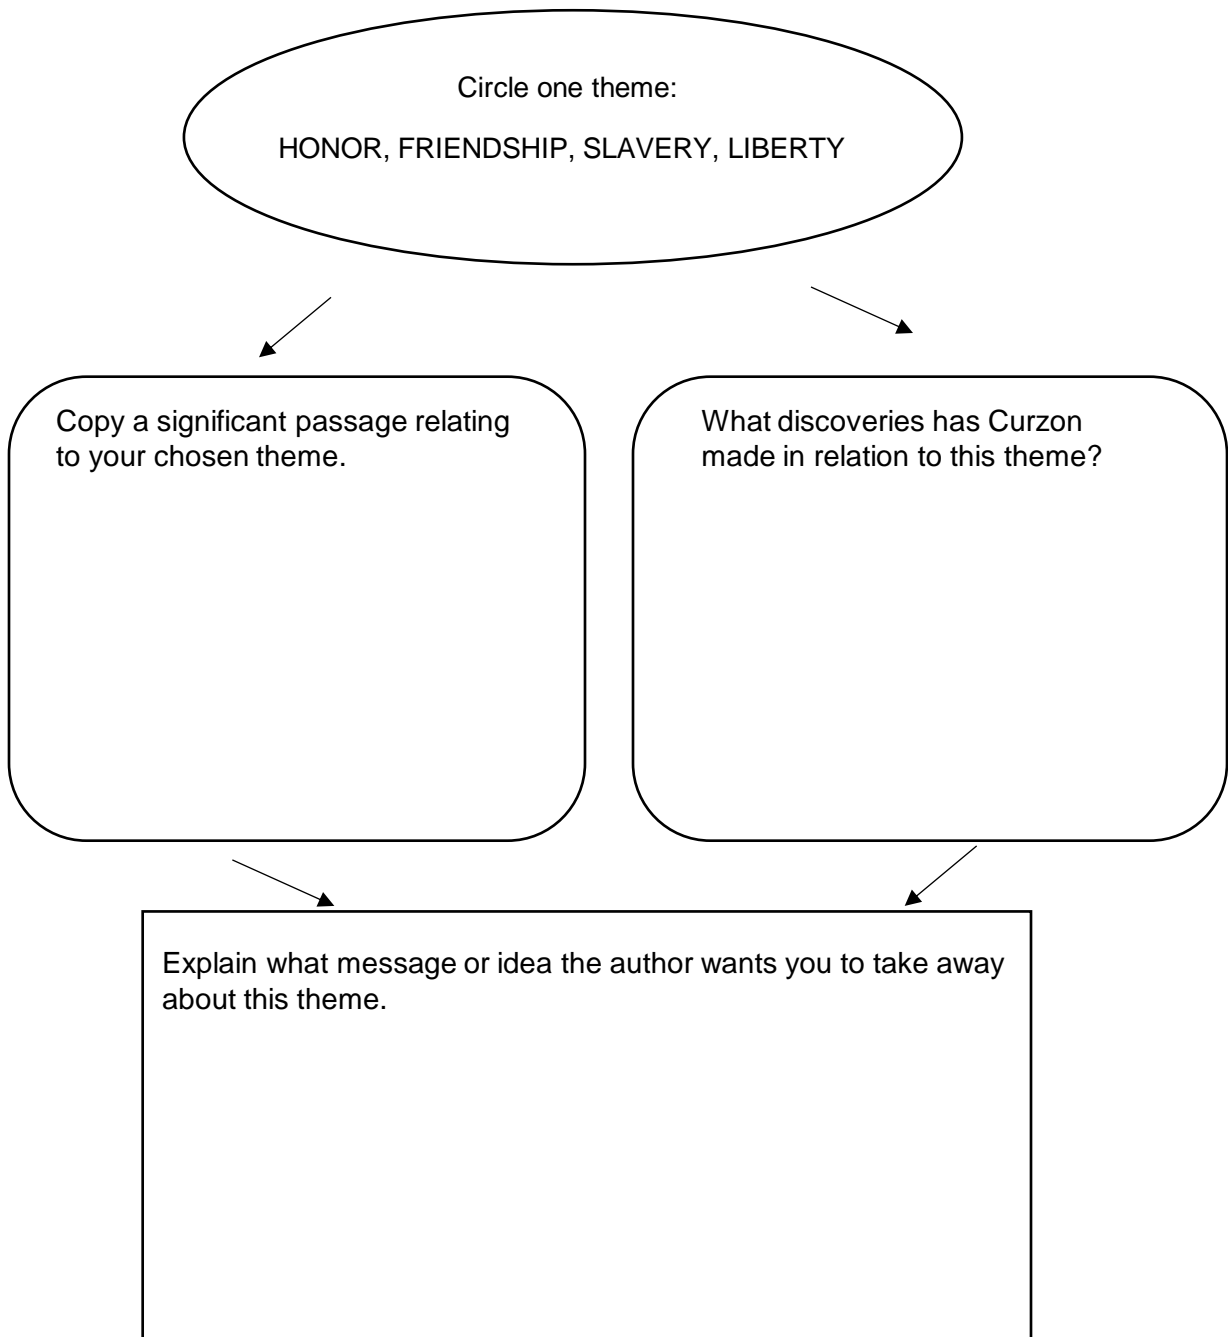 Circle one theme:
HONOR, FRIENDSHIP, SLAVERY, LIBERTY
Copy a significant passage relating
to your chosen theme.
What discoveries has Curzon
made in relation to this theme?
Explain what message or idea the author wants you to take away
about this theme.